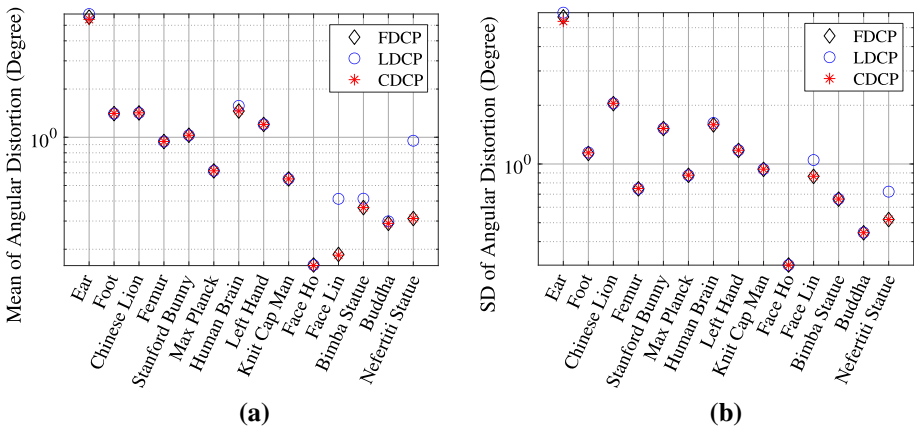 Mean of Angular Distortion (Degree)
10^0
FDCP
LDCP
CDCP
Ear
Foot
Chinese Lion
Femur
Stanford Bunny
Max Planck
Human Brain
Left Hand
Knit Cap Man
Face Ho
Face Lin
Bimba Statue
Buddha
Nefertiti Statue
(a)
SD of Angular Distortion (Degree)
10^0
FDCP
LDCP
CDCP
Ear
Foot
Chinese Lion
Femur
Stanford Bunny
Max Planck
Human Brain
Left Hand
Knit Cap Man
Face Ho
Face Lin
Bimba Statue
Buddha
Nefertiti Statue
(b)